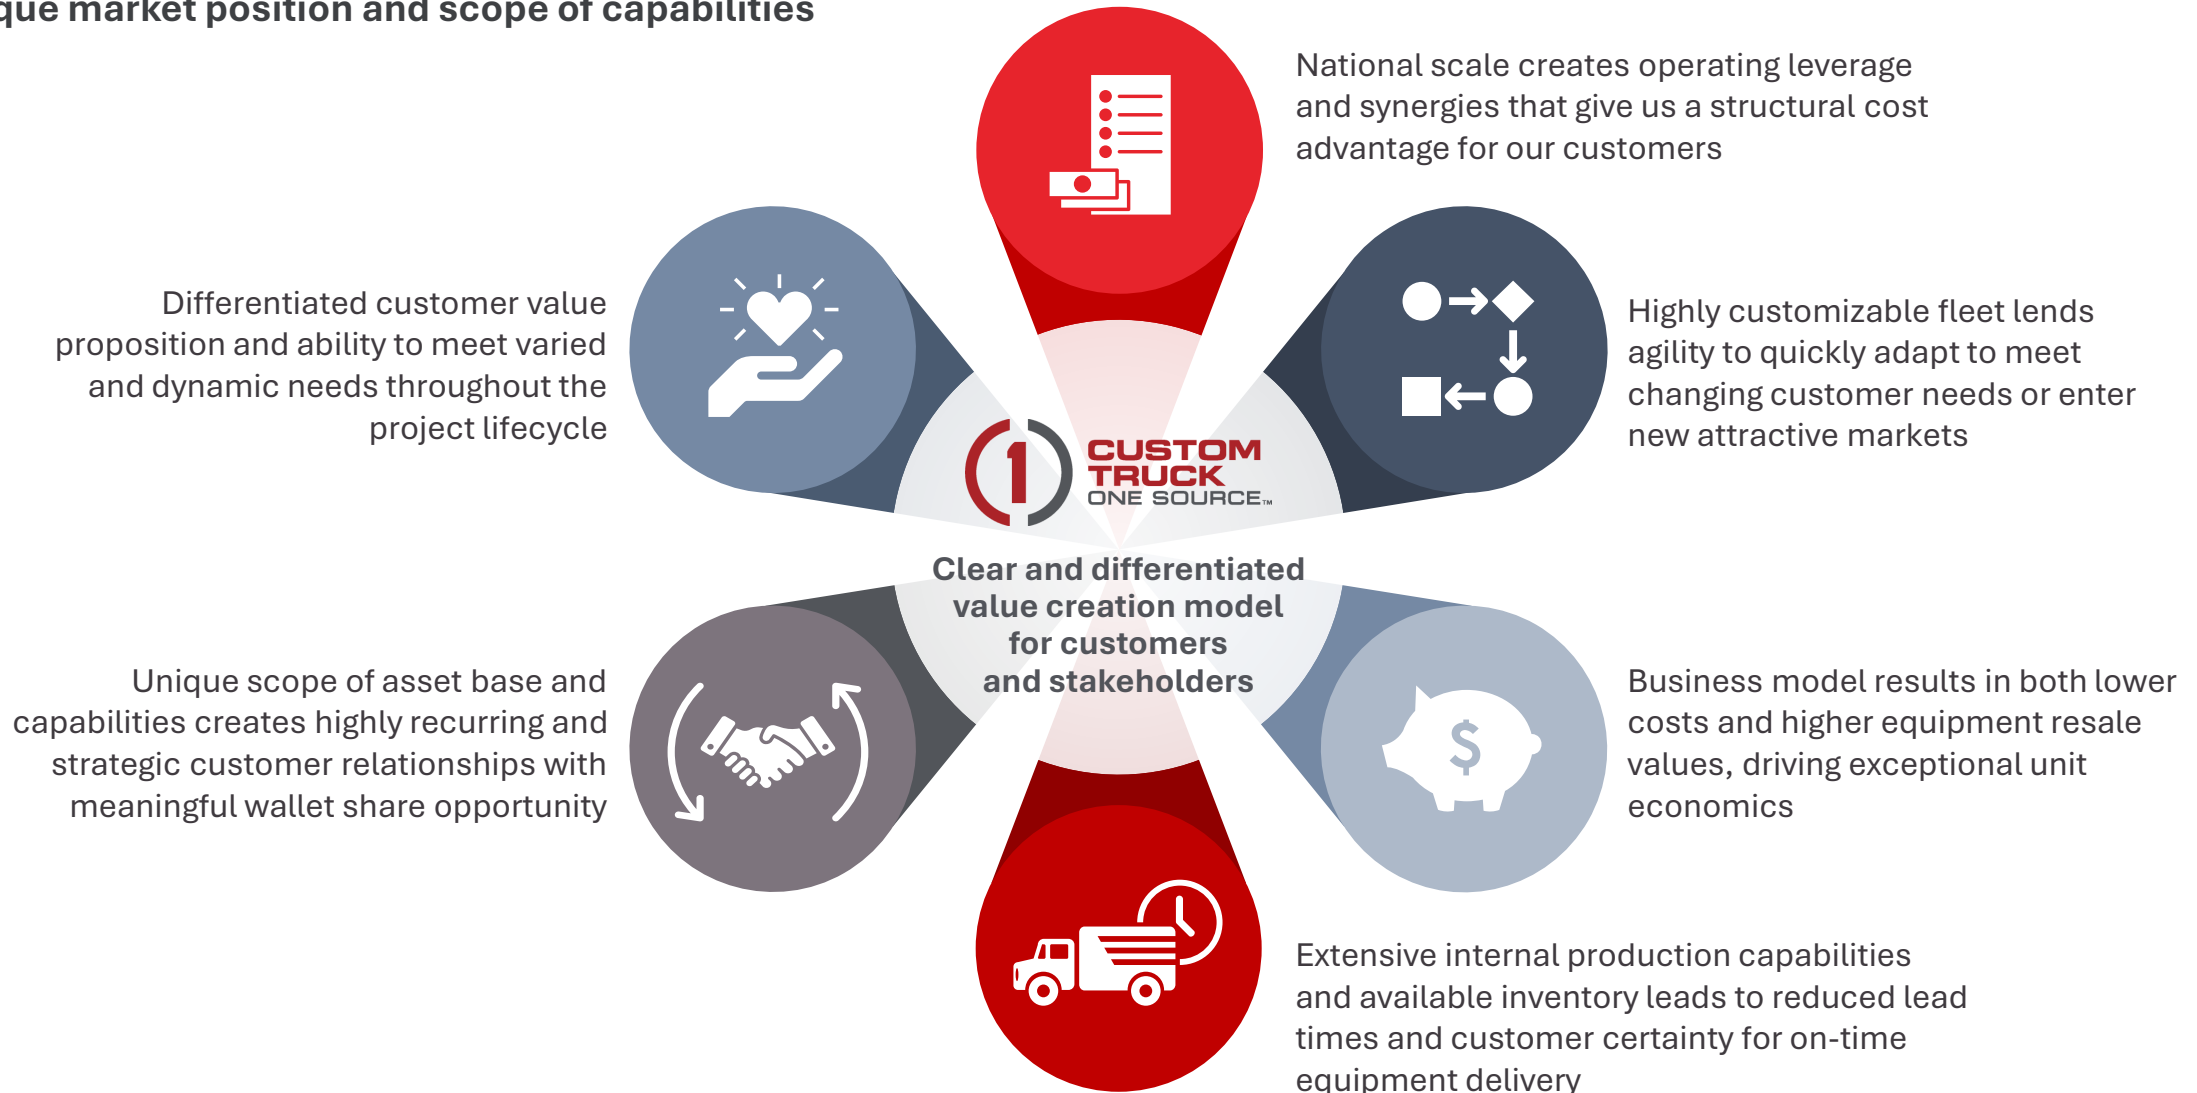 que market position and scope of capabilities
National scale creates operating leverage
and synergies that give us a structural cost
advantage for our customers
Differentiated customer value
proposition and ability to meet varied
and dynamic needs throughout the
project lifecycle
Highly customizable fleet lends
agility to quickly adapt to meet
changing customer needs or enter
new attractive markets
1
CUSTOM
TRUCK
ONE SOURCE™
Clear and differentiated
value creation model
for customers
and stakeholders
Unique scope of asset base and
capabilities creates highly recurring and
strategic customer relationships with
meaningful wallet share opportunity
$
Business model results in both lower
costs and higher equipment resale
values, driving exceptional unit
economics
Extensive internal production capabilities
and available inventory leads to reduced lead
times and customer certainty for on-time
equipment delivery